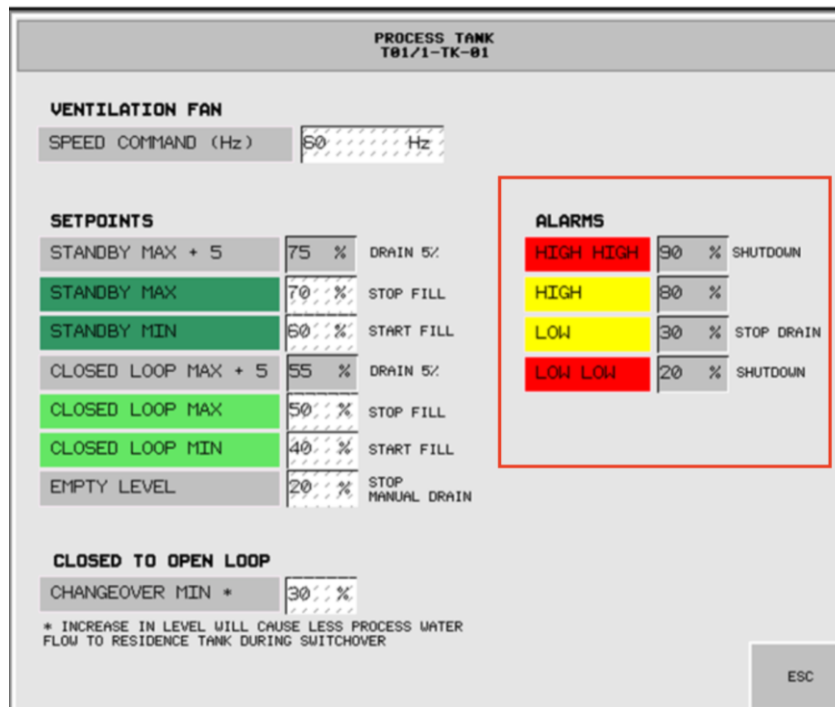 PROCESS TANK
T01/1-TK-01
VENTILATION FAN
SPEED COMMAND (Hz) 60 Hz
SETPOINTS
STANDBY MAX + 5 75 % DRAIN 5%
STANDBY MAX 70 % STOP FILL
STANDBY MIN 60 % START FILL
CLOSED LOOP MAX + 5 55 % DRAIN 5%
CLOSED LOOP MAX 50 % STOP FILL
CLOSED LOOP MIN 40 % START FILL
EMPTY LEVEL 20 % STOP
MANUAL DRAIN
ALARMS
HIGH HIGH 90 % SHUTDOWN
HIGH 80 %
LOW 30 % STOP DRAIN
LOW LOW 20 % SHUTDOWN
CLOSED TO OPEN LOOP
CHANGEOVER MIN * 30 %
* INCREASE IN LEVEL WILL CAUSE LESS PROCESS WATER
FLOW TO RESIDENCE TANK DURING SWITCHOVER
ESC